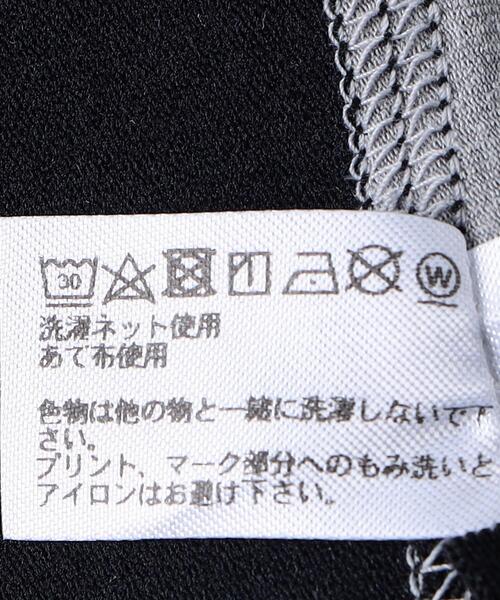 30 W
洗濯ネット使用
あて布使用
色物は他の物と一緒に洗濯しないで下
さい。
プリント、マーク部分へのもみ洗いと
アイロンはお避け下さい。